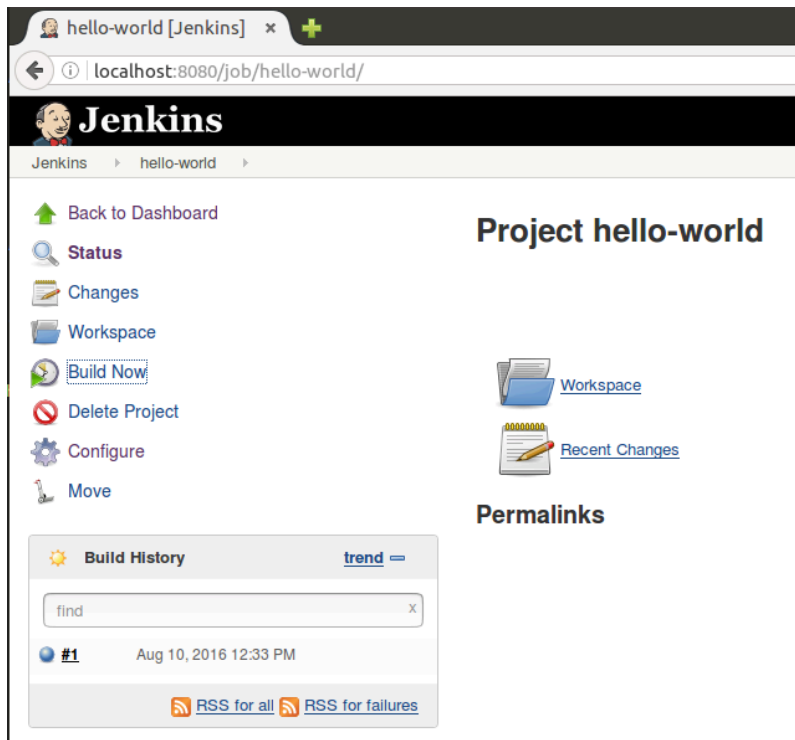 hello-world [Jenkins] ×
localhost:8080/job/hello-world/
Jenkins
Jenkins hello-world
Back to Dashboard
Status
Changes
Workspace
Build Now
Delete Project
Configure
Move
Build History trend
find x
#1 Aug 10, 2016 12:33 PM
RSS for all RSS for failures
Project hello-world
Workspace
Recent Changes
Permalinks